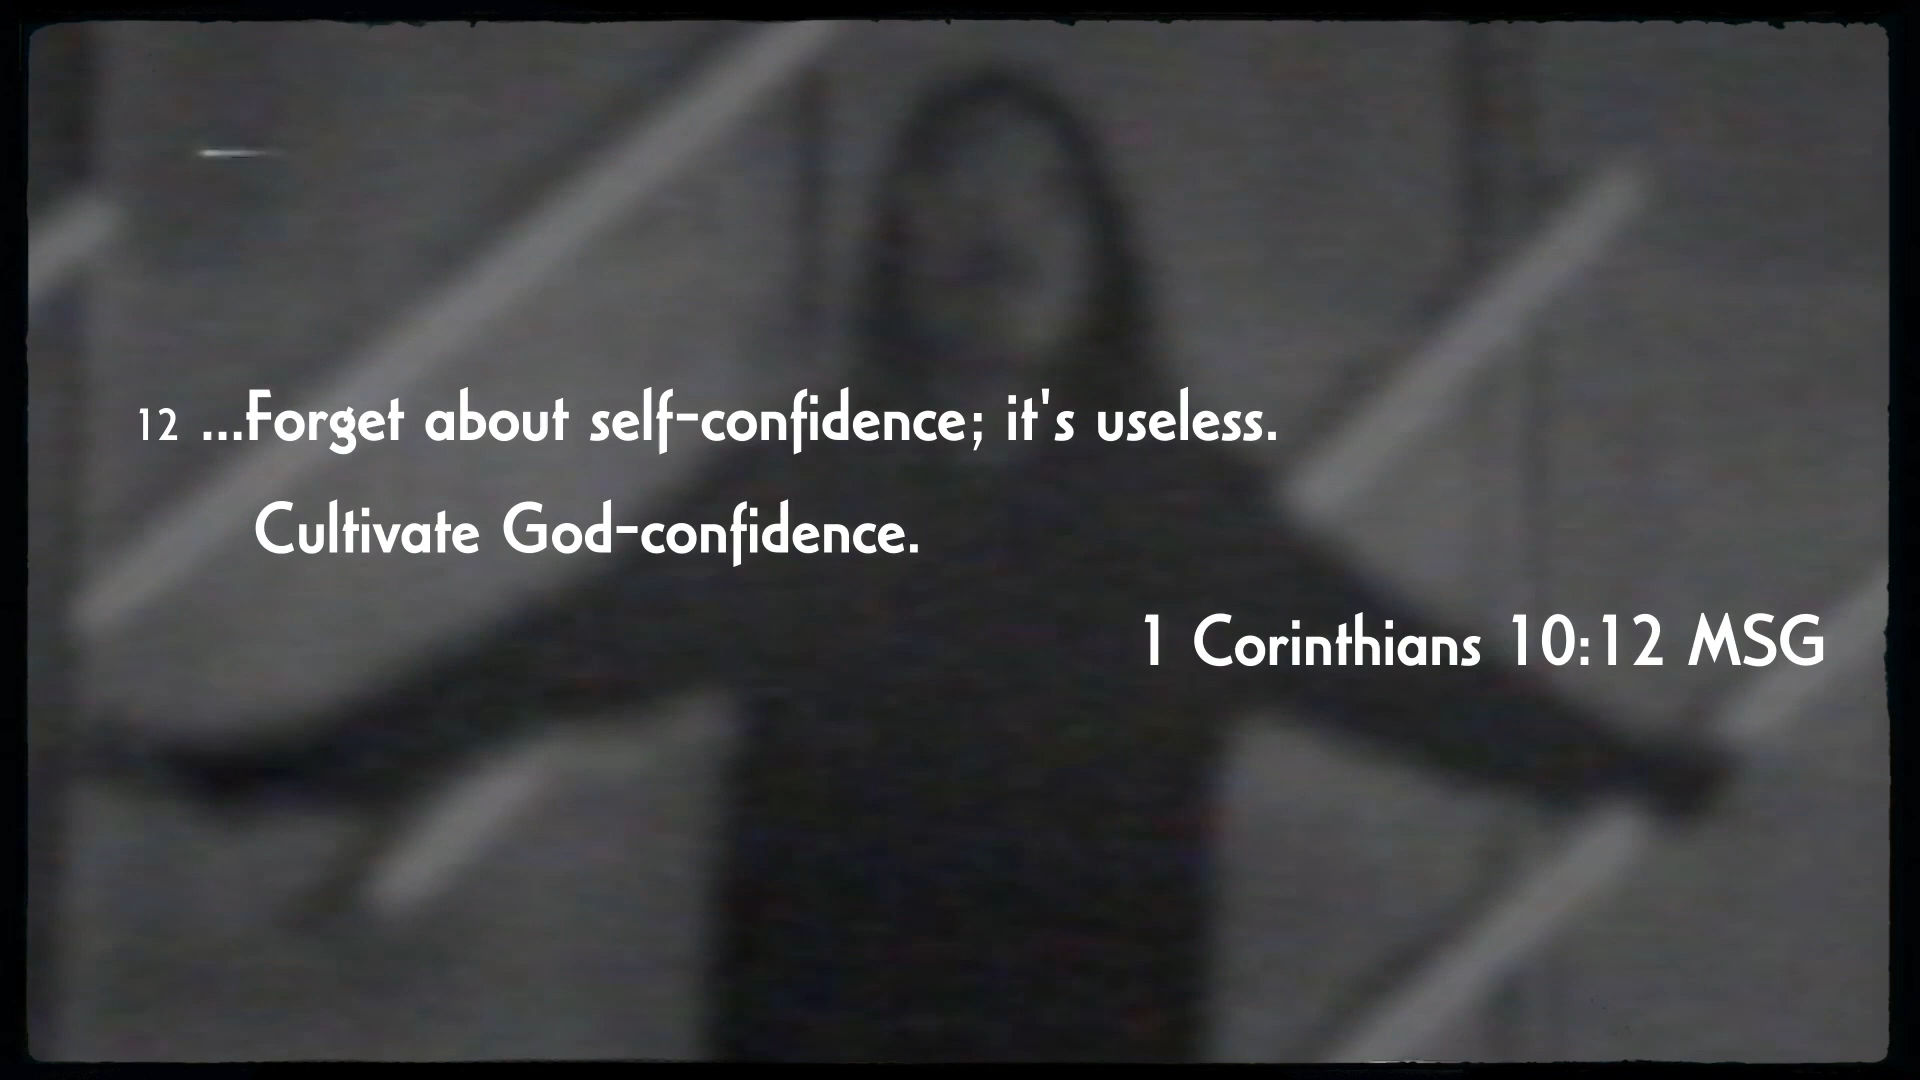 12 ...Forget about self-confidence; it's useless.
Cultivate God-confidence.
1 Corinthians 10:12 MSG